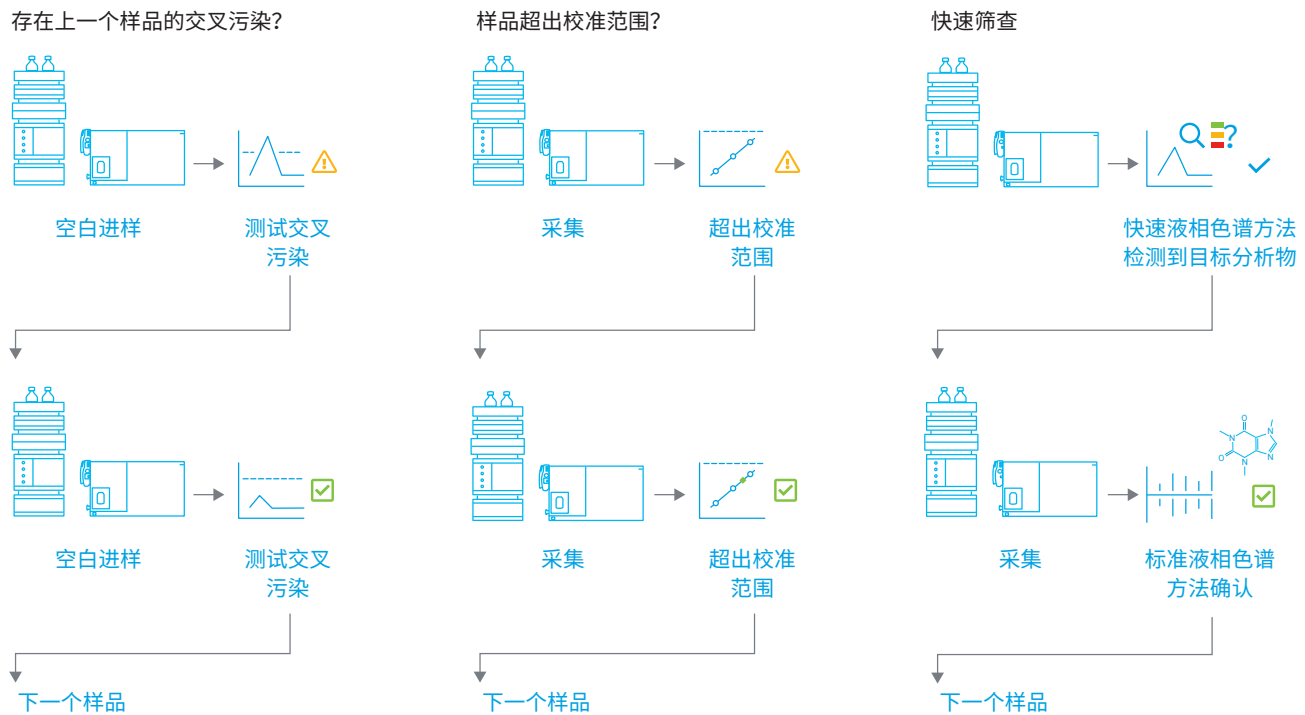 存在上一个样品的交叉污染？
空白进样
测试交叉
污染
空白进样
测试交叉
污染
下一个样品
样品超出校准范围？
采集
超出校准
范围
采集
超出校准
范围
下一个样品
快速筛查
?
快速液相色谱方法
检测到目标分析物
O
N
N
O
N
N
采集
标准液相色谱
方法确认
下一个样品